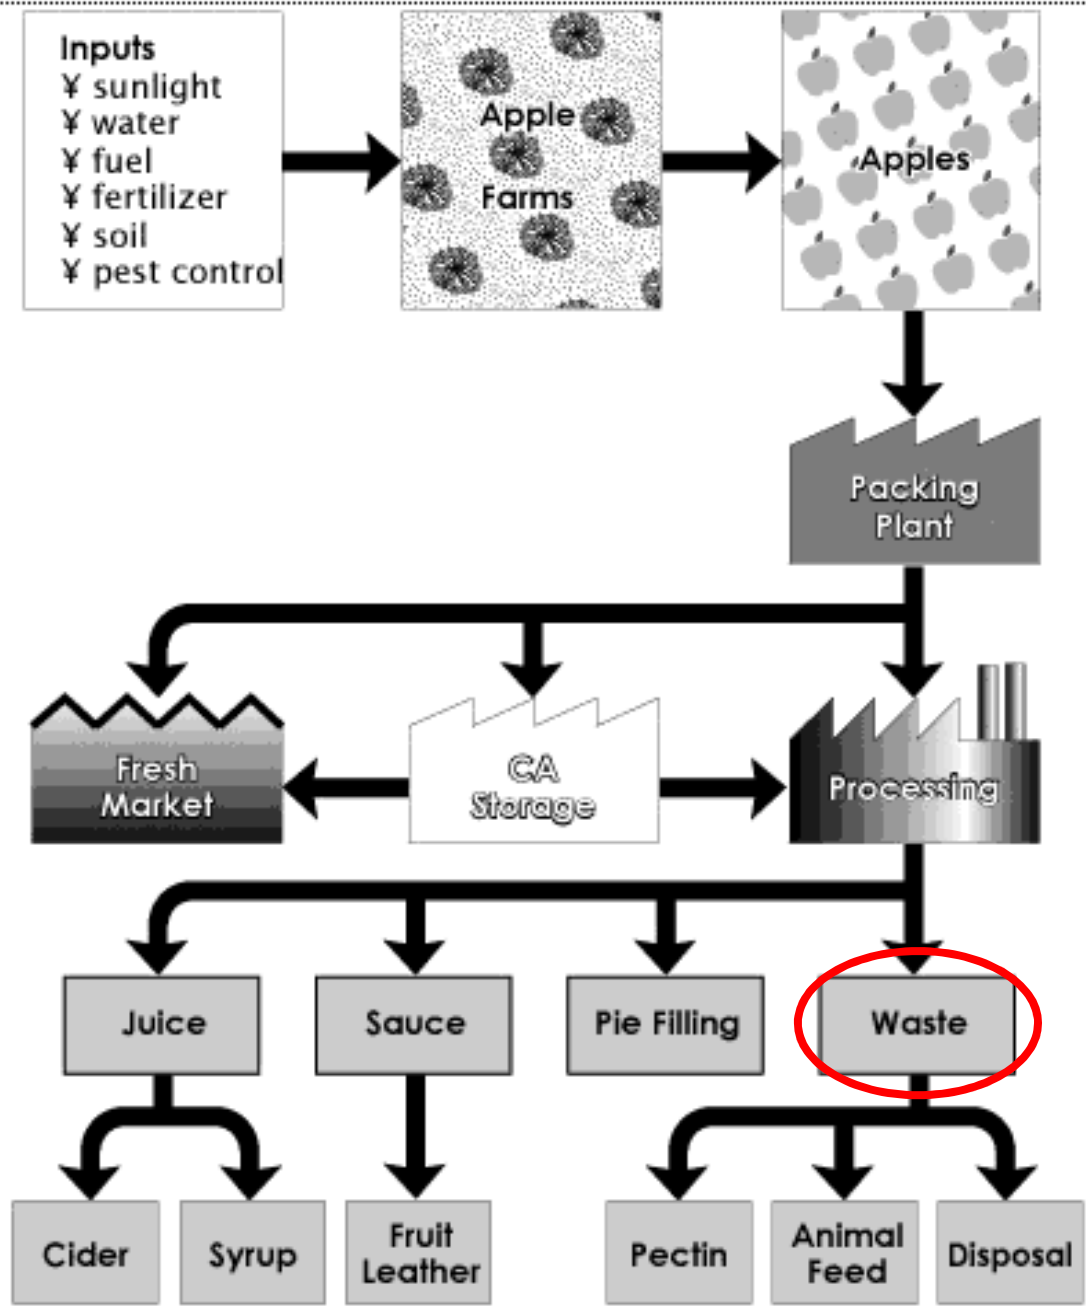 Inputs
¥ sunlight
¥ water
¥ fuel
¥ fertilizer
¥ soil
¥ pest control
Apple
Farms
Apples
Packing
Plant
Fresh
Market
CA
Storage
Processing
Juice
Sauce
Pie Filling
Waste
Cider
Syrup
Fruit
Leather
Pectin
Animal
Feed
Disposal